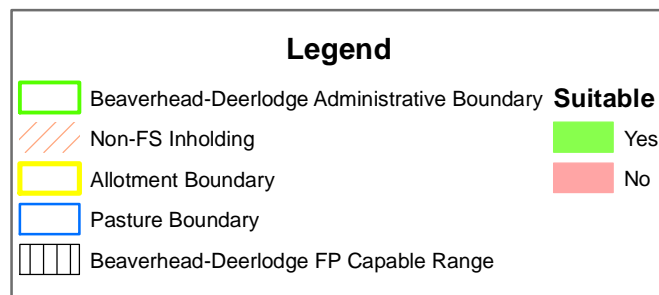 Legend
Beaverhead-Deerlodge Administrative Boundary
Non-FS Inholding
Allotment Boundary
Pasture Boundary
Beaverhead-Deerlodge FP Capable Range
Suitable
Yes
No